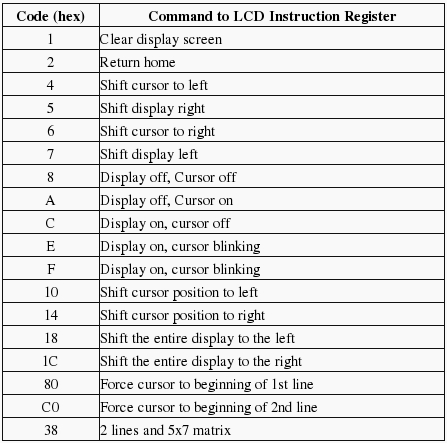 Code (hex) Command to LCD Instruction Register
1 Clear display screen
2 Return home
4 Shift cursor to left
5 Shift display right
6 Shift cursor to right
7 Shift display left
8 Display off, Cursor off
A Display off, Cursor on
C Display on, cursor off
E Display on, cursor blinking
F Display on, cursor blinking
10 Shift cursor position to left
14 Shift cursor position to right
18 Shift the entire display to the left
1C Shift the entire display to the right
80 Force cursor to beginning of 1st line
C0 Force cursor to beginning of 2nd line
38 2 lines and 5x7 matrix